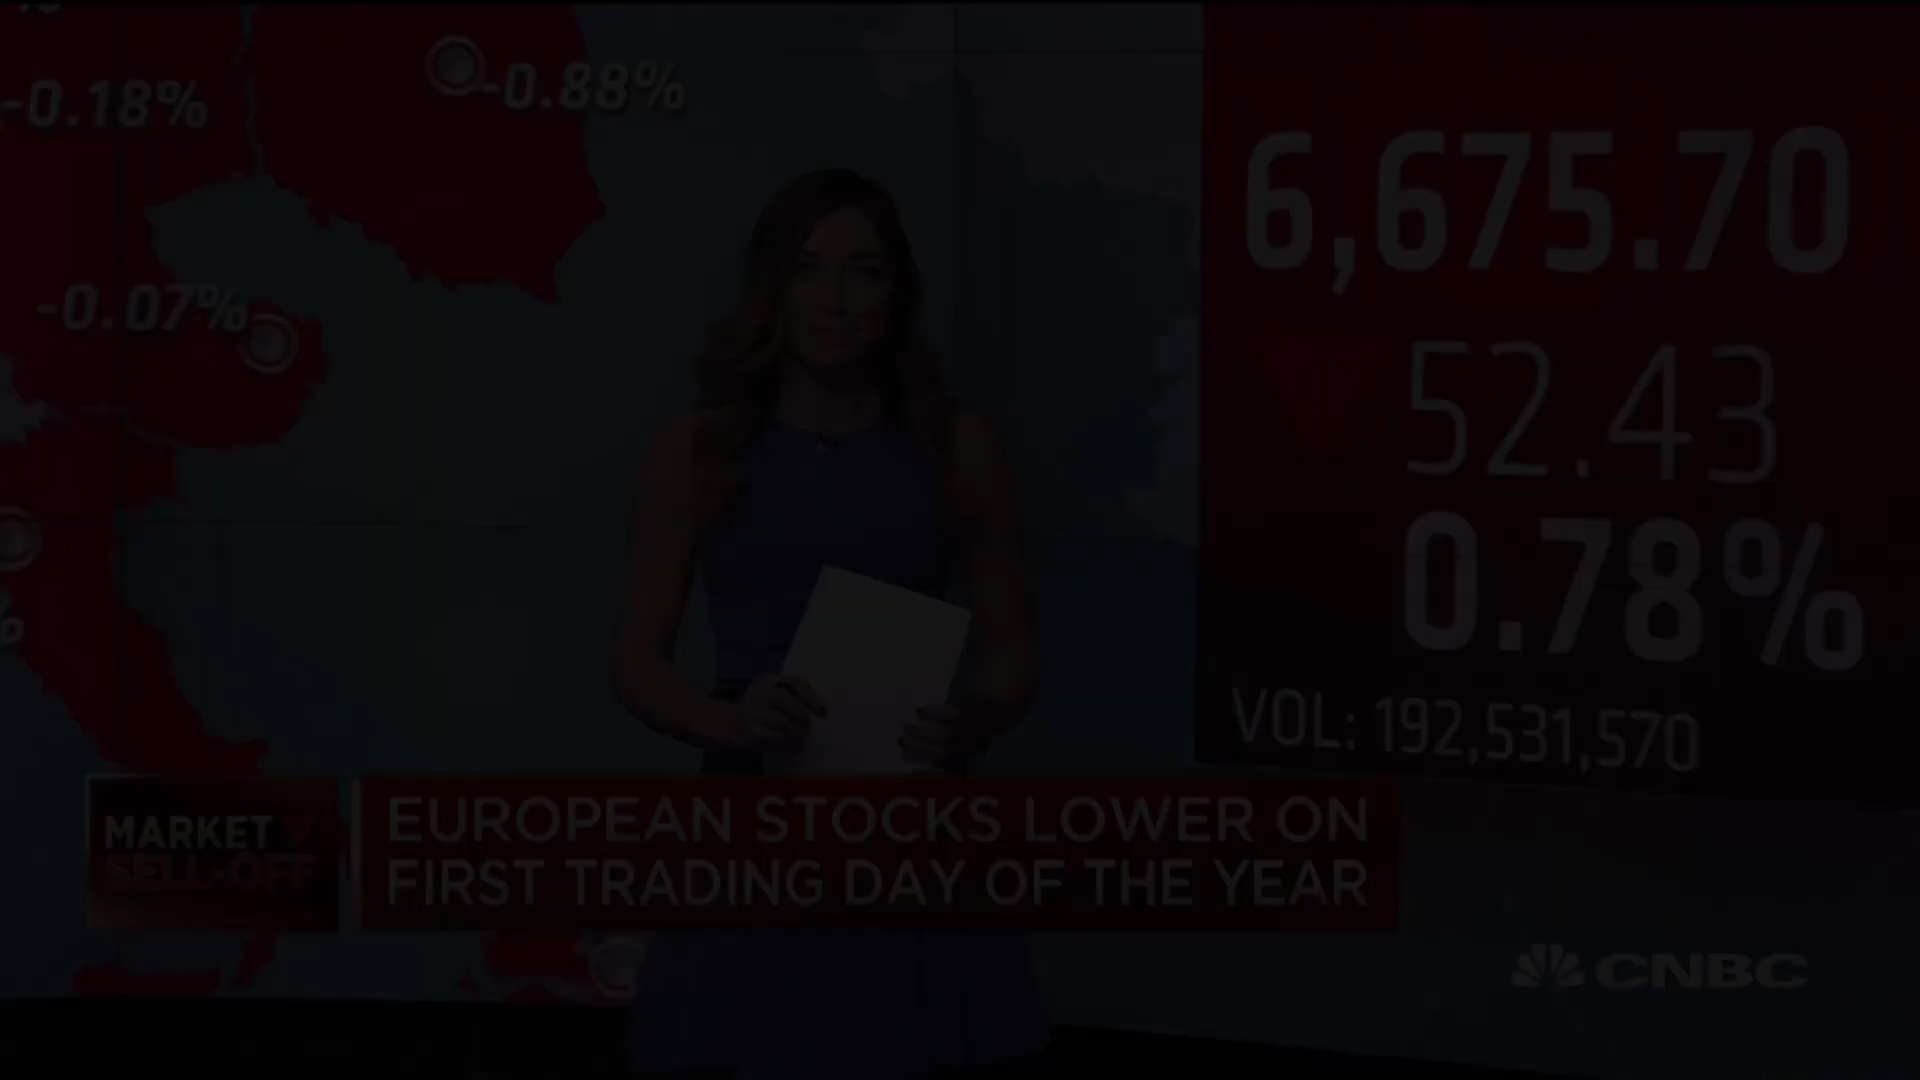 -0.18%
-0.88%
-0.07%
%
6,675.70
52.43
0.78%
VOL: 192,531,570
MARKET
SELL-OFF
EUROPEAN STOCKS LOWER ON
FIRST TRADING DAY OF THE YEAR
CNBC